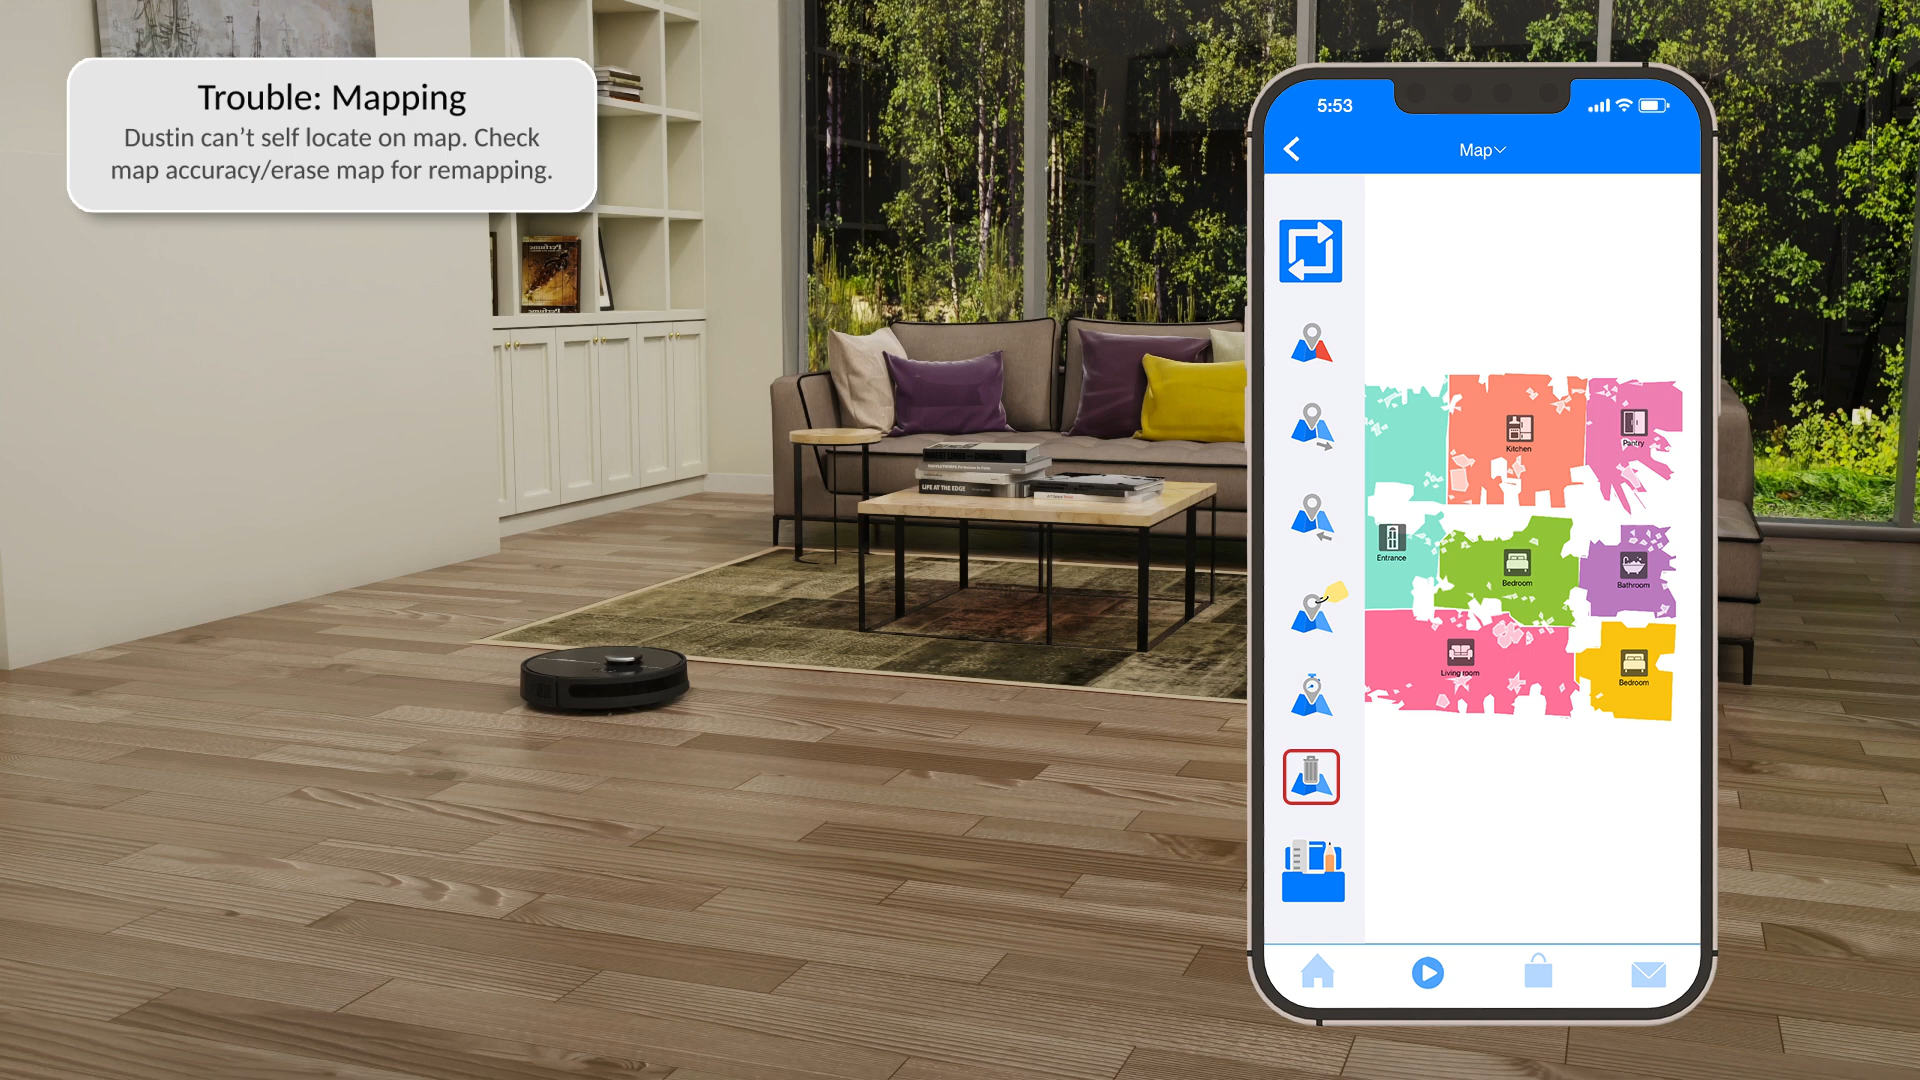 Trouble: Mapping
Dustin can’t self locate on map. Check
map accuracy/erase map for remapping.
5:53
Map
Kitchen
Pantry
Entrance
Bedroom
Bathroom
Living room
Bedroom
LIFE AT THE EDGE